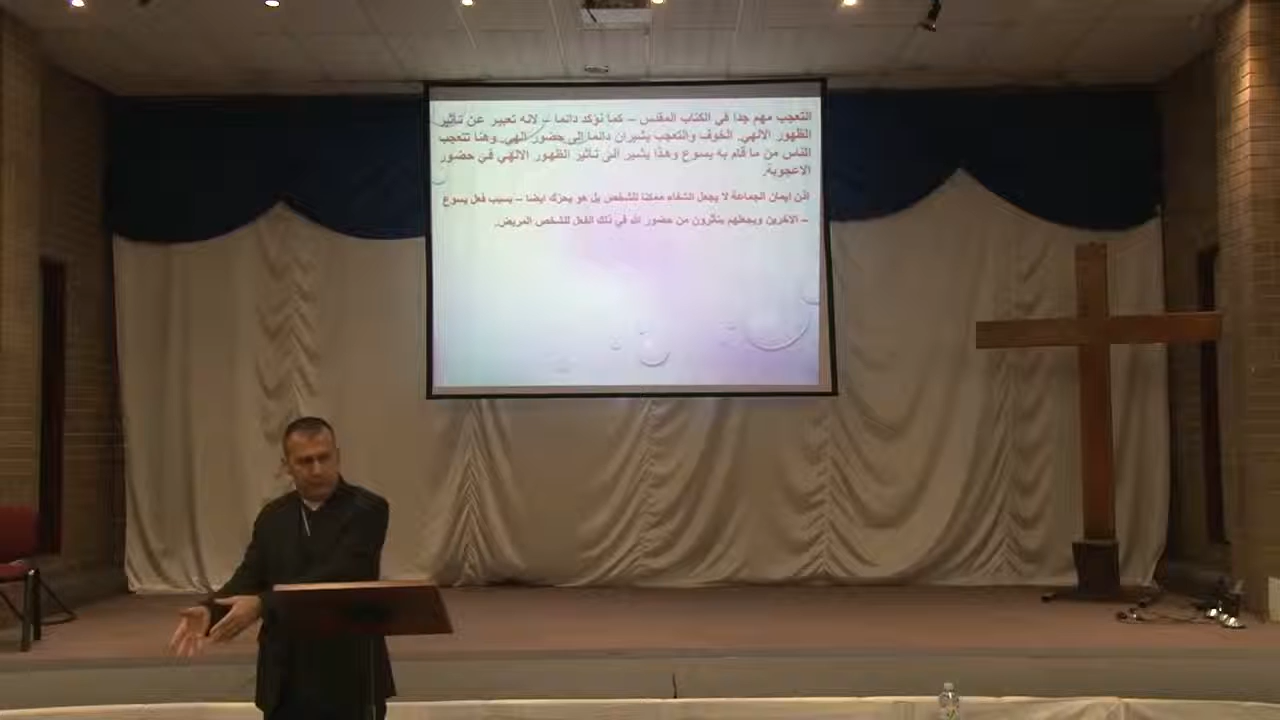 التعجب مهم جدا في الكتاب المقدس – كما نؤكد دائما – لانه تعبير عن تأثير
الظهور الالهي. الخوف والتعجب يشيران دائما الى حضور الهي. وهنا تتعجب
الناس من ما قام به يسوع وهذا يشير الى تأثير الظهور الالهي في حضور
الاعجوبة.
اذن ايمان الجماعة لا يجعل الشفاء ممكنا للشخص بل هو يحرك ايضا – بسبب فعل يسوع
– الاخرين ويجعلهم يتأثرون من حضور الله في ذلك الفعل للشخص المريض.